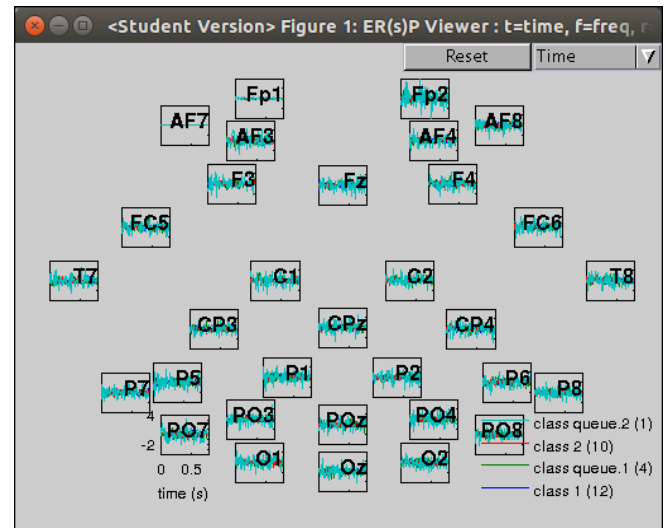 <Student Version> Figure 1: ER(s)P Viewer : t=time, f=freq, r
Reset Time
Fp1 Fp2
AF7 AF8
AF3 AF4
F3 Fz F4
FC5 FC6
T7 C1 C2 T8
CP3 CPz CP4
P7 P5 P1 P2 P6 P8
4
-2
PO7 PO3 POz PO4 PO8
O1 Oz O2
0 0.5
time (s)
class queue.2 (1)
class 2 (10)
class queue.1 (4)
class 1 (12)